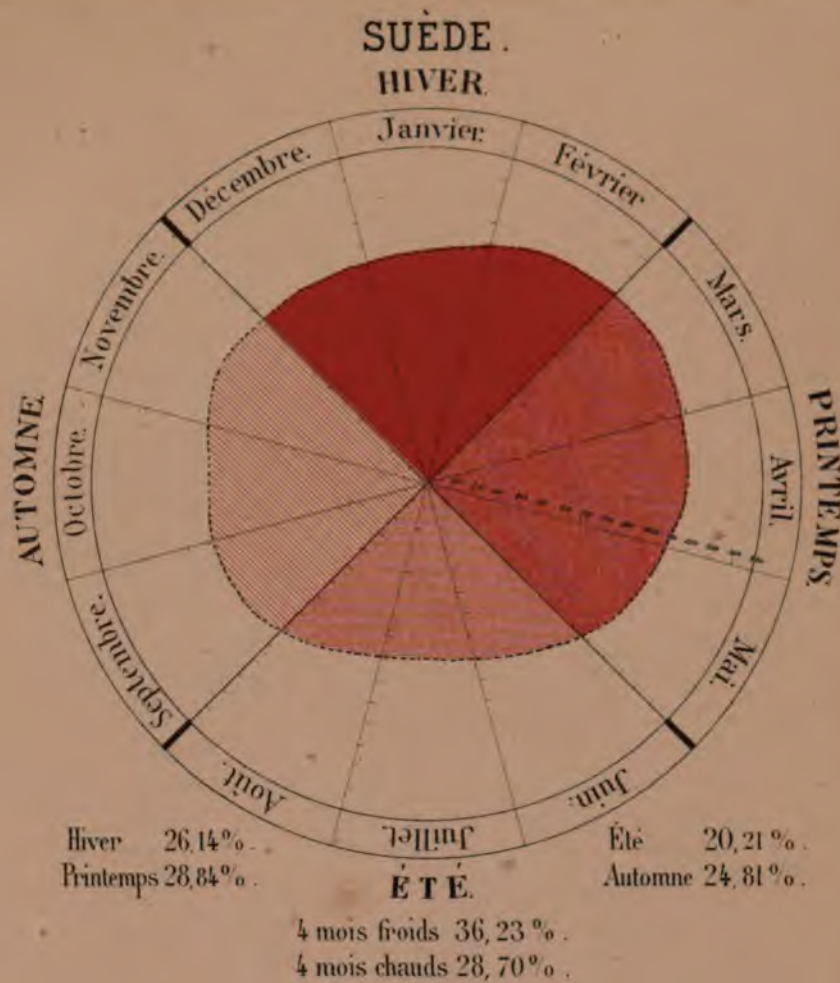 SUÈDE.
HIVER.
Janvier.
Février
Mars.
Avril.
Mai.
Juin.
Juillet.
Août.
Septembre.
Octobre.
Novembre.
Décembre.
PRINTEMPS.
ÉTÉ.
AUTOMNE.
Hiver 26,14%.
Printemps 28,84%.
Été 20,21%.
Automne 24,81%.
4 mois froids 36,23%.
4 mois chauds 28,70%.